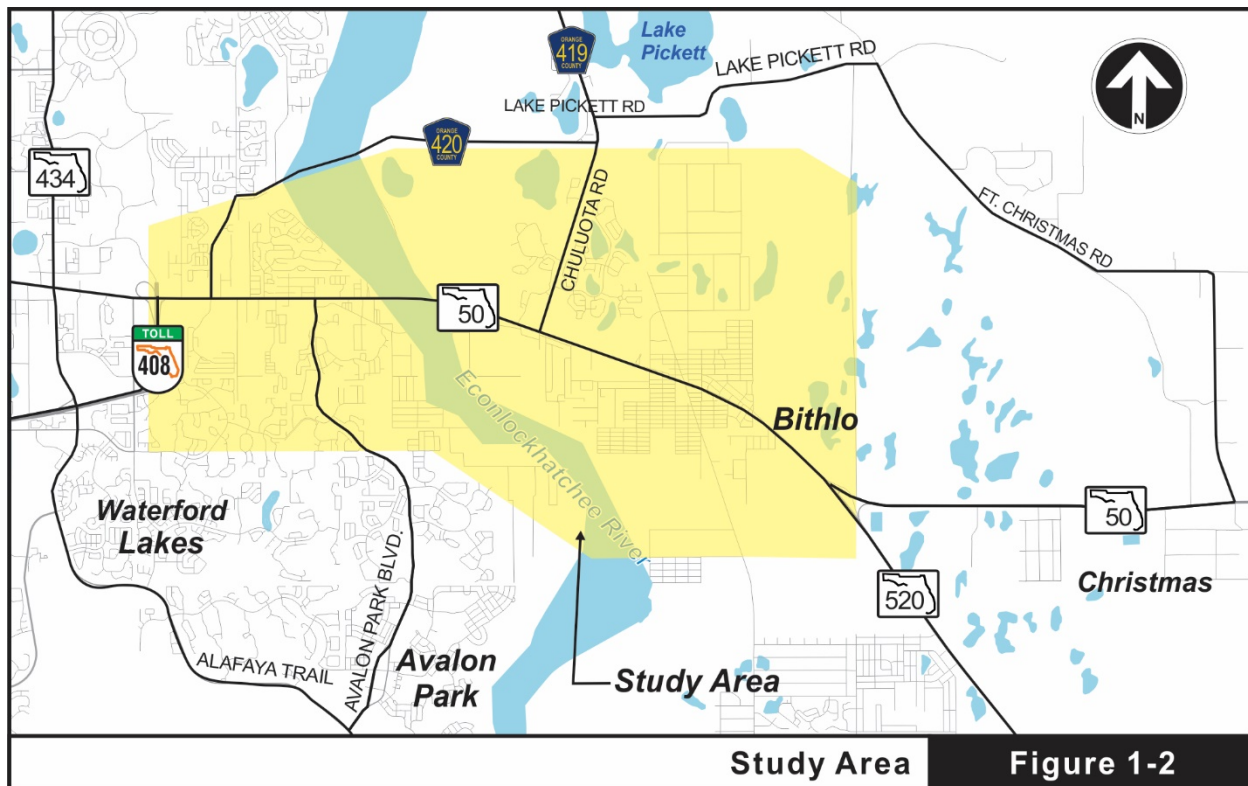 ORANGE
419
COUNTY
Lake
Pickett
LAKE PICKETT RD
LAKE PICKETT RD
N
ORANGE
420
COUNTY
434
CHULUOTA RD
FT. CHRISTMAS RD
50
TOLL
408
Econlockhatchee River
Bithlo
Waterford
Lakes
50
520
Christmas
AVALON PARK BLVD.
ALAFAYA TRAIL
Avalon
Park
Study Area
Study Area
Figure 1-2